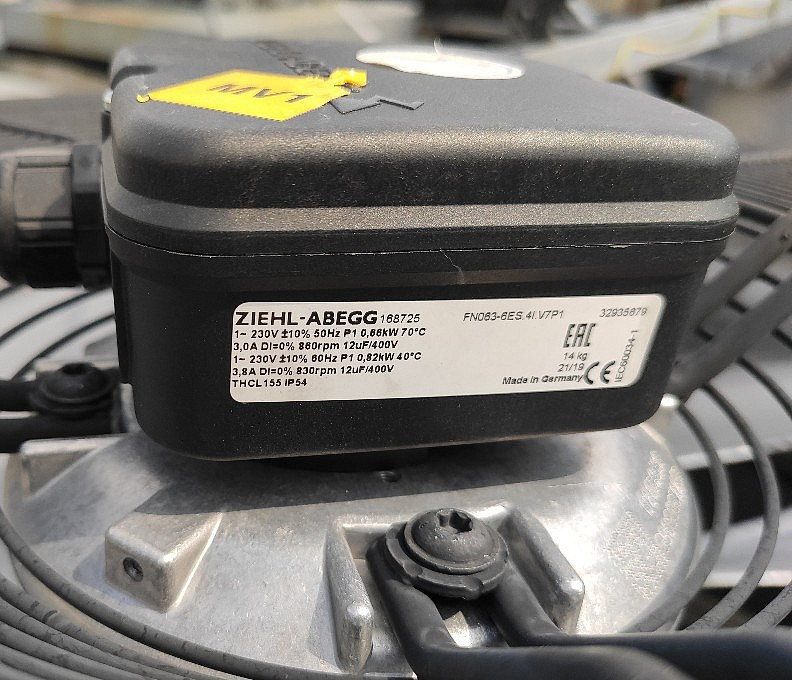 MV1
ZIEHL-ABEGG 168725 FN063-6ES.4I.V7P1 32935679
1~ 230V ±10% 50Hz P1 0,66kW 70°C
3,0A DI=0% 860rpm 12uF/400V
1~ 230V ±10% 60Hz P1 0,82kW 40°C
3,8A DI=0% 830rpm 12uF/400V
THCL155 IP54
EAC
14 kg
21/19
Made in Germany CE
IEC60034-1